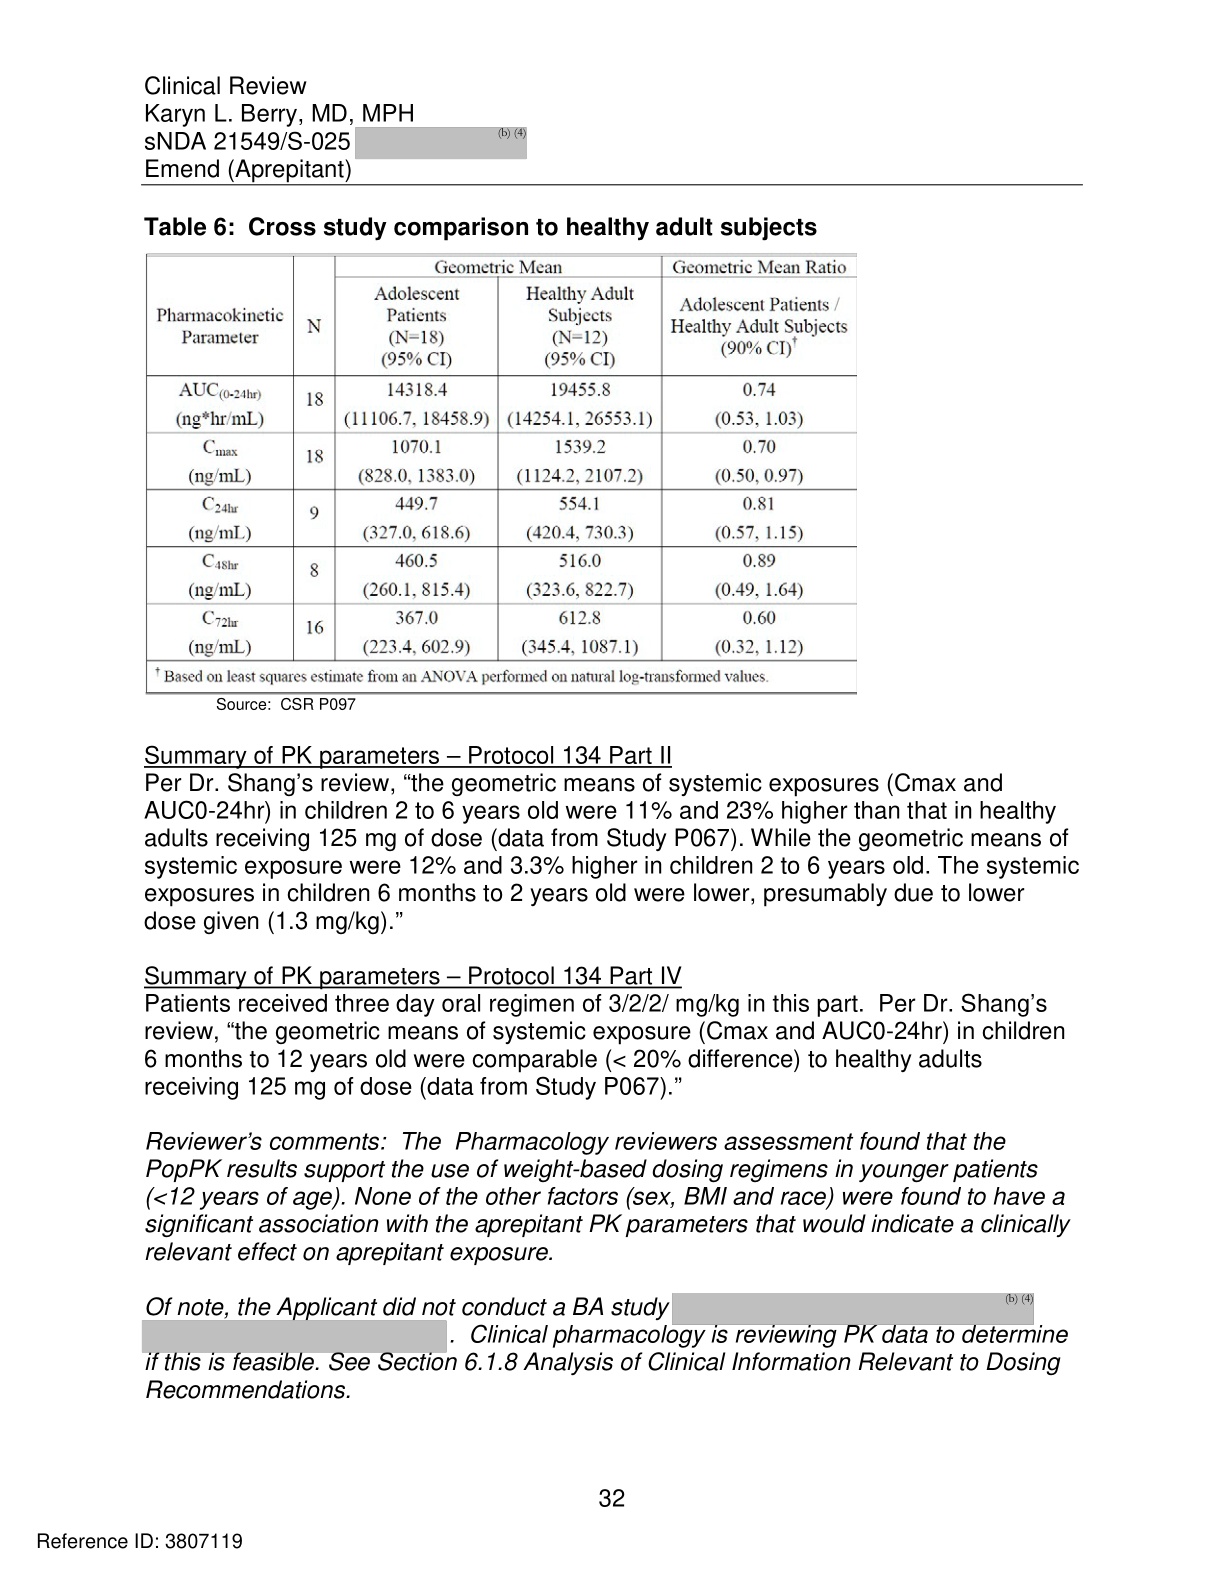 Clinical Review
Karyn L. Berry, MD, MPH
sNDA 21549/S-025 (b) (4)
Emend (Aprepitant)
Table 6:  Cross study comparison to healthy adult subjects
Pharmacokinetic Parameter | N | Geometric Mean | Geometric Mean Ratio
Adolescent Patients (N=18) (95% CI) | Healthy Adult Subjects (N=12) (95% CI) | Adolescent Patients / Healthy Adult Subjects (90% CI)†
AUC(0-24hr) (ng*hr/mL) | 18 | 14318.4 (11106.7, 18458.9) | 19455.8 (14254.1, 26553.1) | 0.74 (0.53, 1.03)
Cmax (ng/mL) | 18 | 1070.1 (828.0, 1383.0) | 1539.2 (1124.2, 2107.2) | 0.70 (0.50, 0.97)
C24hr (ng/mL) | 9 | 449.7 (327.0, 618.6) | 554.1 (420.4, 730.3) | 0.81 (0.57, 1.15)
C48hr (ng/mL) | 8 | 460.5 (260.1, 815.4) | 516.0 (323.6, 822.7) | 0.89 (0.49, 1.64)
C72hr (ng/mL) | 16 | 367.0 (223.4, 602.9) | 612.8 (345.4, 1087.1) | 0.60 (0.32, 1.12)
† Based on least squares estimate from an ANOVA performed on natural log-transformed values.
Source:  CSR P097
Summary of PK parameters – Protocol 134 Part II
Per Dr. Shang’s review, “the geometric means of systemic exposures (Cmax and
AUC0-24hr) in children 2 to 6 years old were 11% and 23% higher than that in healthy
adults receiving 125 mg of dose (data from Study P067). While the geometric means of
systemic exposure were 12% and 3.3% higher in children 2 to 6 years old. The systemic
exposures in children 6 months to 2 years old were lower, presumably due to lower
dose given (1.3 mg/kg).”
Summary of PK parameters – Protocol 134 Part IV
Patients received three day oral regimen of 3/2/2/ mg/kg in this part.  Per Dr. Shang’s
review, “the geometric means of systemic exposure (Cmax and AUC0-24hr) in children
6 months to 12 years old were comparable (< 20% difference) to healthy adults
receiving 125 mg of dose (data from Study P067).”
Reviewer’s comments:  The  Pharmacology reviewers assessment found that the
PopPK results support the use of weight-based dosing regimens in younger patients
(<12 years of age). None of the other factors (sex, BMI and race) were found to have a
significant association with the aprepitant PK parameters that would indicate a clinically
relevant effect on aprepitant exposure.
Of note, the Applicant did not conduct a BA study (b) (4)
.  Clinical pharmacology is reviewing PK data to determine
if this is feasible. See Section 6.1.8 Analysis of Clinical Information Relevant to Dosing
Recommendations.
32
Reference ID: 3807119